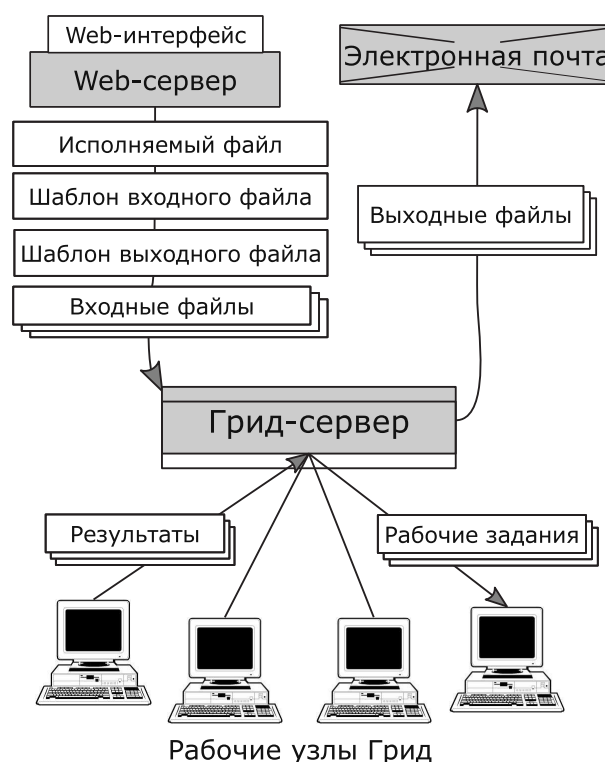 Web-интерфейс
Web-сервер
Исполняемый файл
Шаблон входного файла
Шаблон выходного файла
Входные файлы
Электронная почта
Выходные файлы
Грид-сервер
Результаты
Рабочие задания
Рабочие узлы Грид